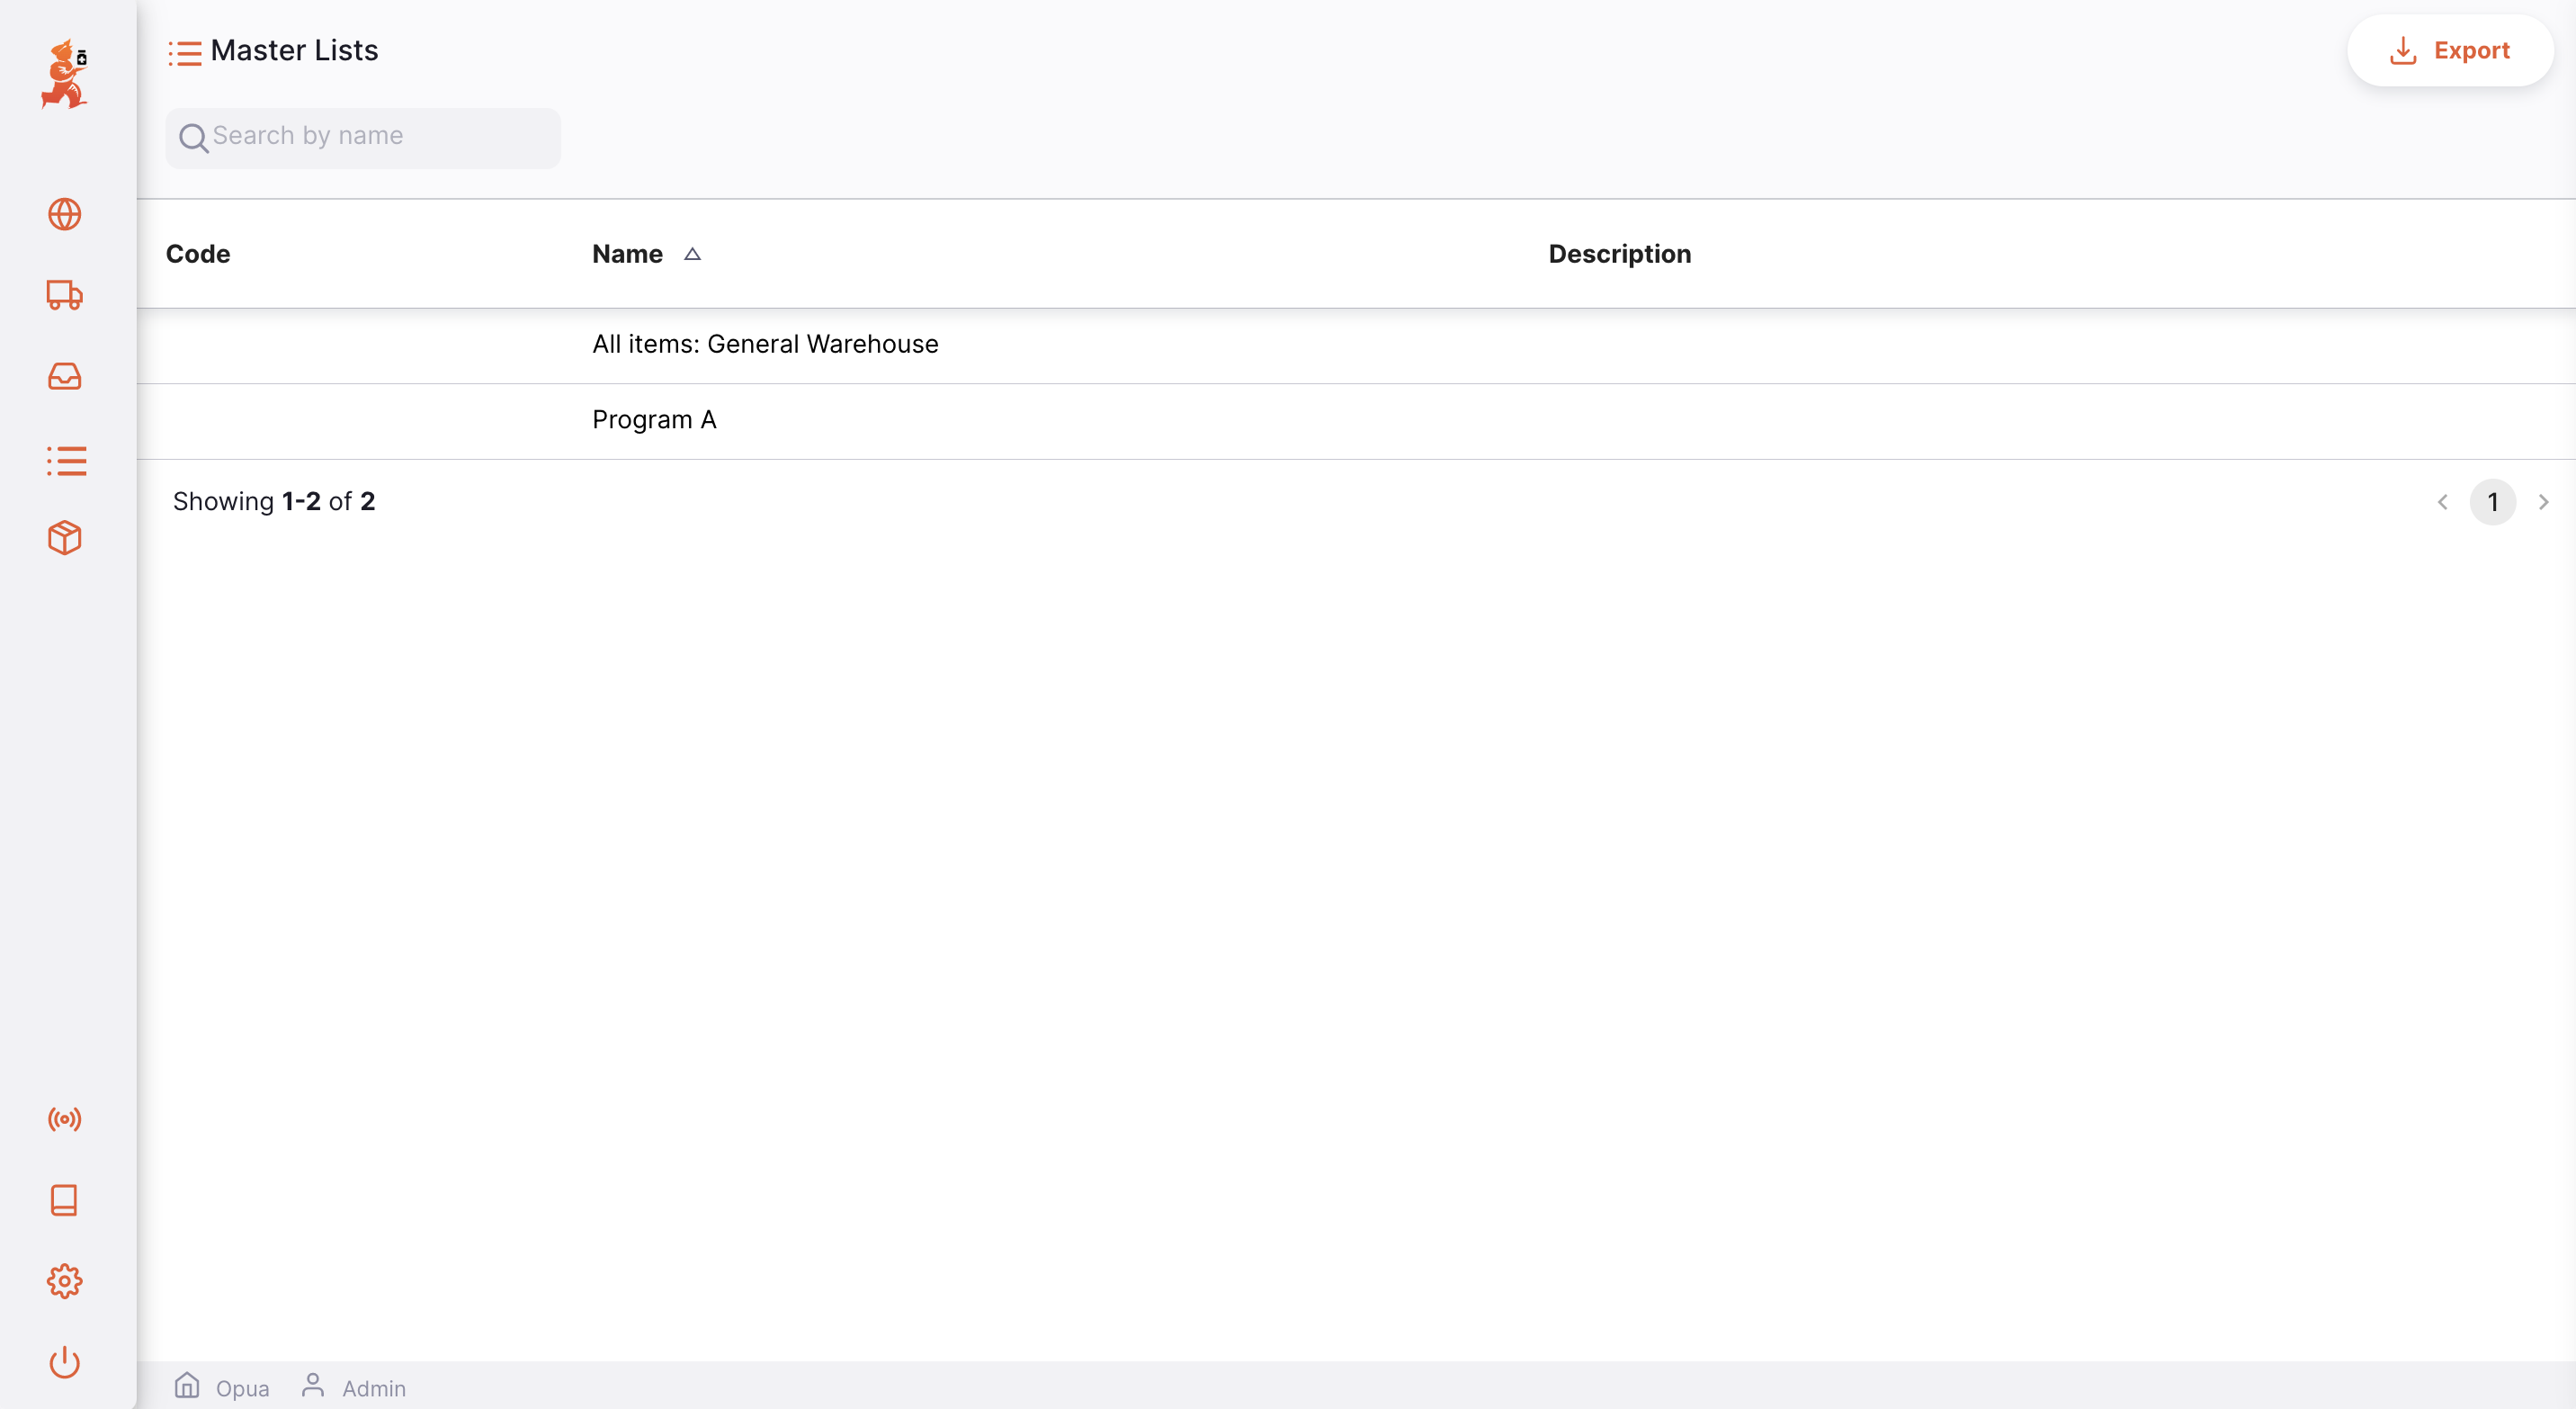 Master Lists
Export
Search by name
Code Name Description
All items: General Warehouse
Program A
Showing 1-2 of 2
1
Opua Admin